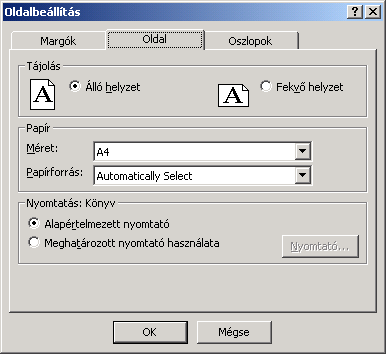 Oldalbeállítás
Margók Oldal Oszlopok
Tájolás
A Álló helyzet A Fekvő helyzet
Papír
Méret: A4
Papírforrás: Automatically Select
Nyomtatás: Könyv
Alapértelmezett nyomtató
Meghatározott nyomtató használata Nyomtató...
OK Mégse